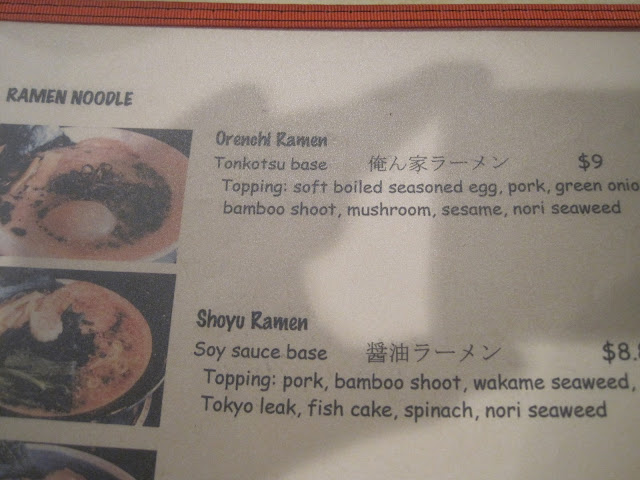 RAMEN NOODLE
Orenchi Ramen
Tonkotsu base 俺ん家ラーメン $9
Topping: soft boiled seasoned egg, pork, green onio
bamboo shoot, mushroom, sesame, nori seaweed
Shoyu Ramen
Soy sauce base 醤油ラーメン $8.8
Topping: pork, bamboo shoot, wakame seaweed,
Tokyo leak, fish cake, spinach, nori seaweed